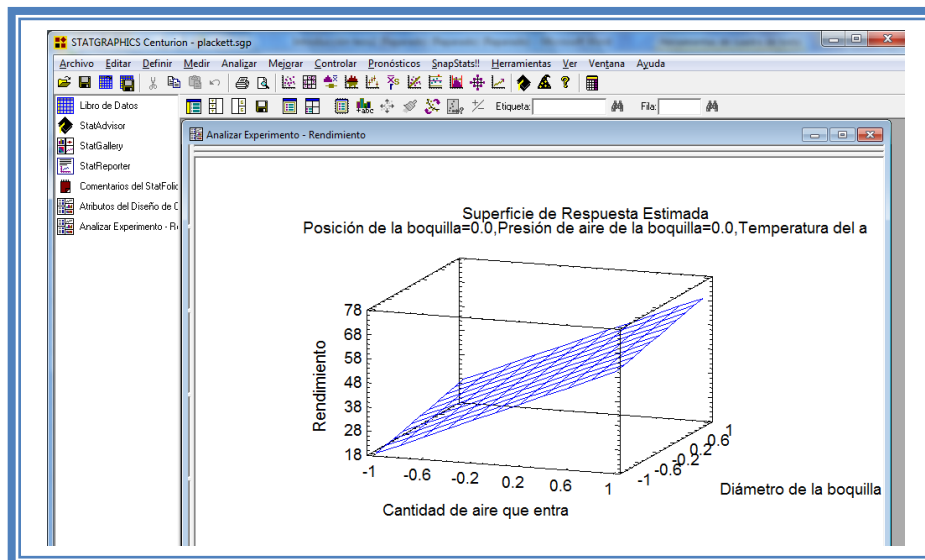 STATGRAPHICS Centurion - plackett.sgp
Archivo Editar Definir Medir Analizar Mejorar Controlar Pronósticos SnapStats!! Herramientas Ver Ventana Ayuda
Etiqueta: Fila:
Libro de Datos
StatAdvisor
StatGallery
StatReporter
Comentarios del StatFolio
Atributos del Diseño de C
Analizar Experimento - R
Analizar Experimento - Rendimiento
Superficie de Respuesta Estimada
Posición de la boquilla=0.0,Presión de aire de la boquilla=0.0,Temperatura del a
Rendimiento
78
68
58
48
38
28
18
-1 -0.6 -0.2 0.2 0.6 1
Cantidad de aire que entra
-1 -0.6 -0.2 0.2 0.6 1
Diámetro de la boquilla